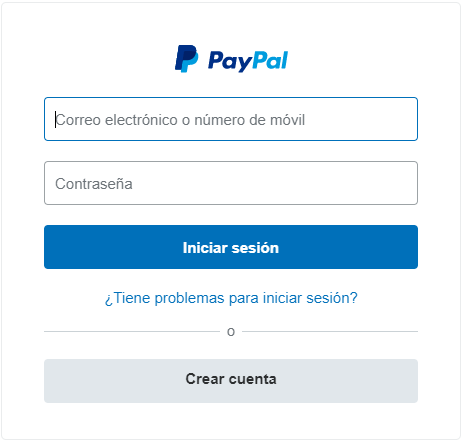 PayPal
Correo electrónico o número de móvil
Contraseña
Iniciar sesión
¿Tiene problemas para iniciar sesión?
o
Crear cuenta